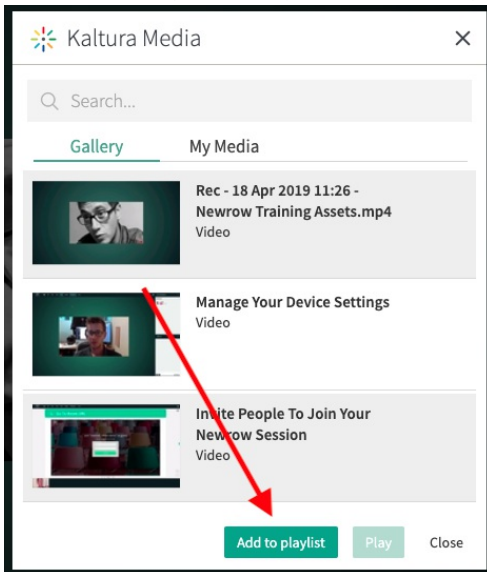 Kaltura Media
Search...
Gallery My Media
Rec - 18 Apr 2019 11:26 -
Newrow Training Assets.mp4
Video
Manage Your Device Settings
Video
Invite People To Join Your
Newrow Session
Video
Add to playlist Play Close